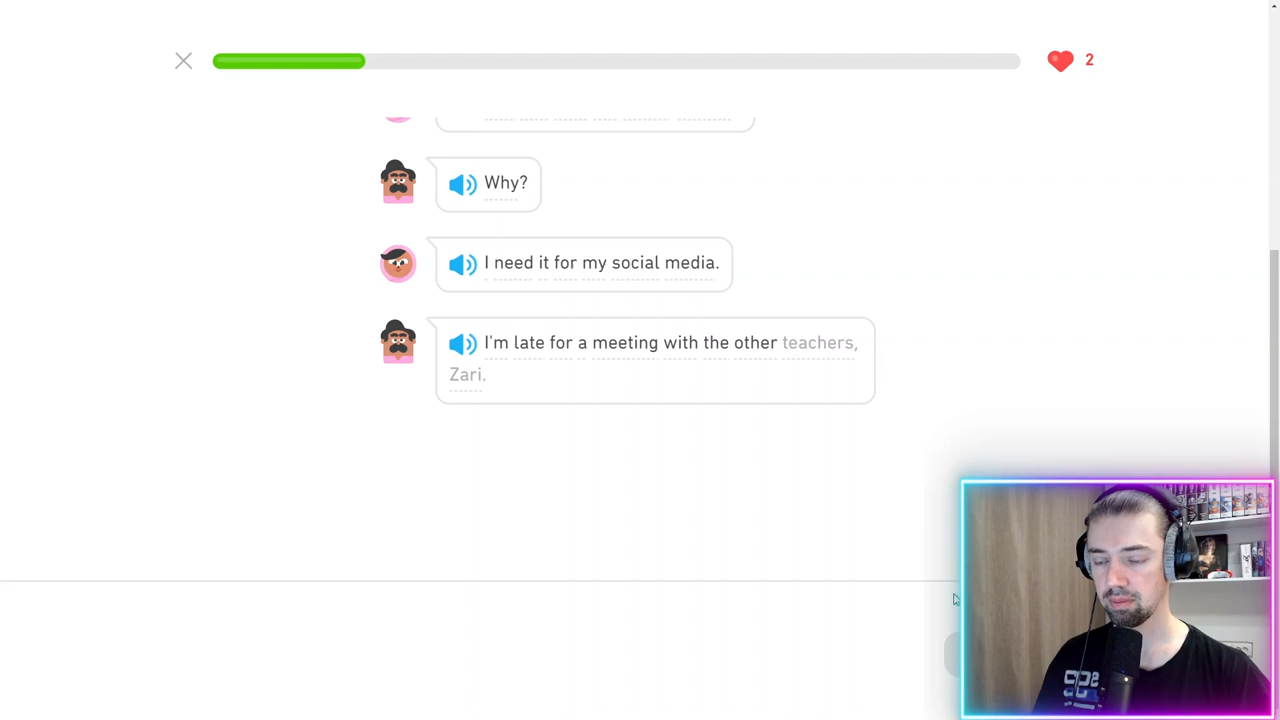 2
Why?
I need it for my social media.
I'm late for a meeting with the other teachers,
Zari.